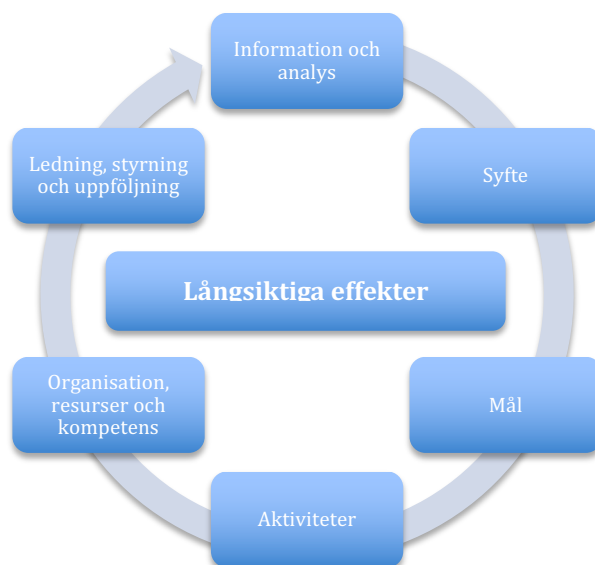 Information och
analys
Ledning, styrning
och uppföljning
Syfte
Långsiktiga effekter
Organisation,
resurser och
kompetens
Mål
Aktiviteter